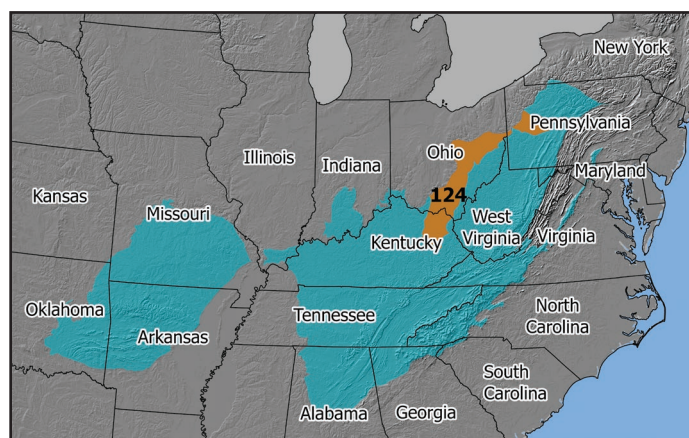 New York
Pennsylvania
Ohio
Illinois
Indiana
Maryland
Kansas
124
Missouri
West
Virginia
Virginia
Kentucky
Oklahoma
Tennessee
North
Carolina
Arkansas
South
Carolina
Alabama
Georgia